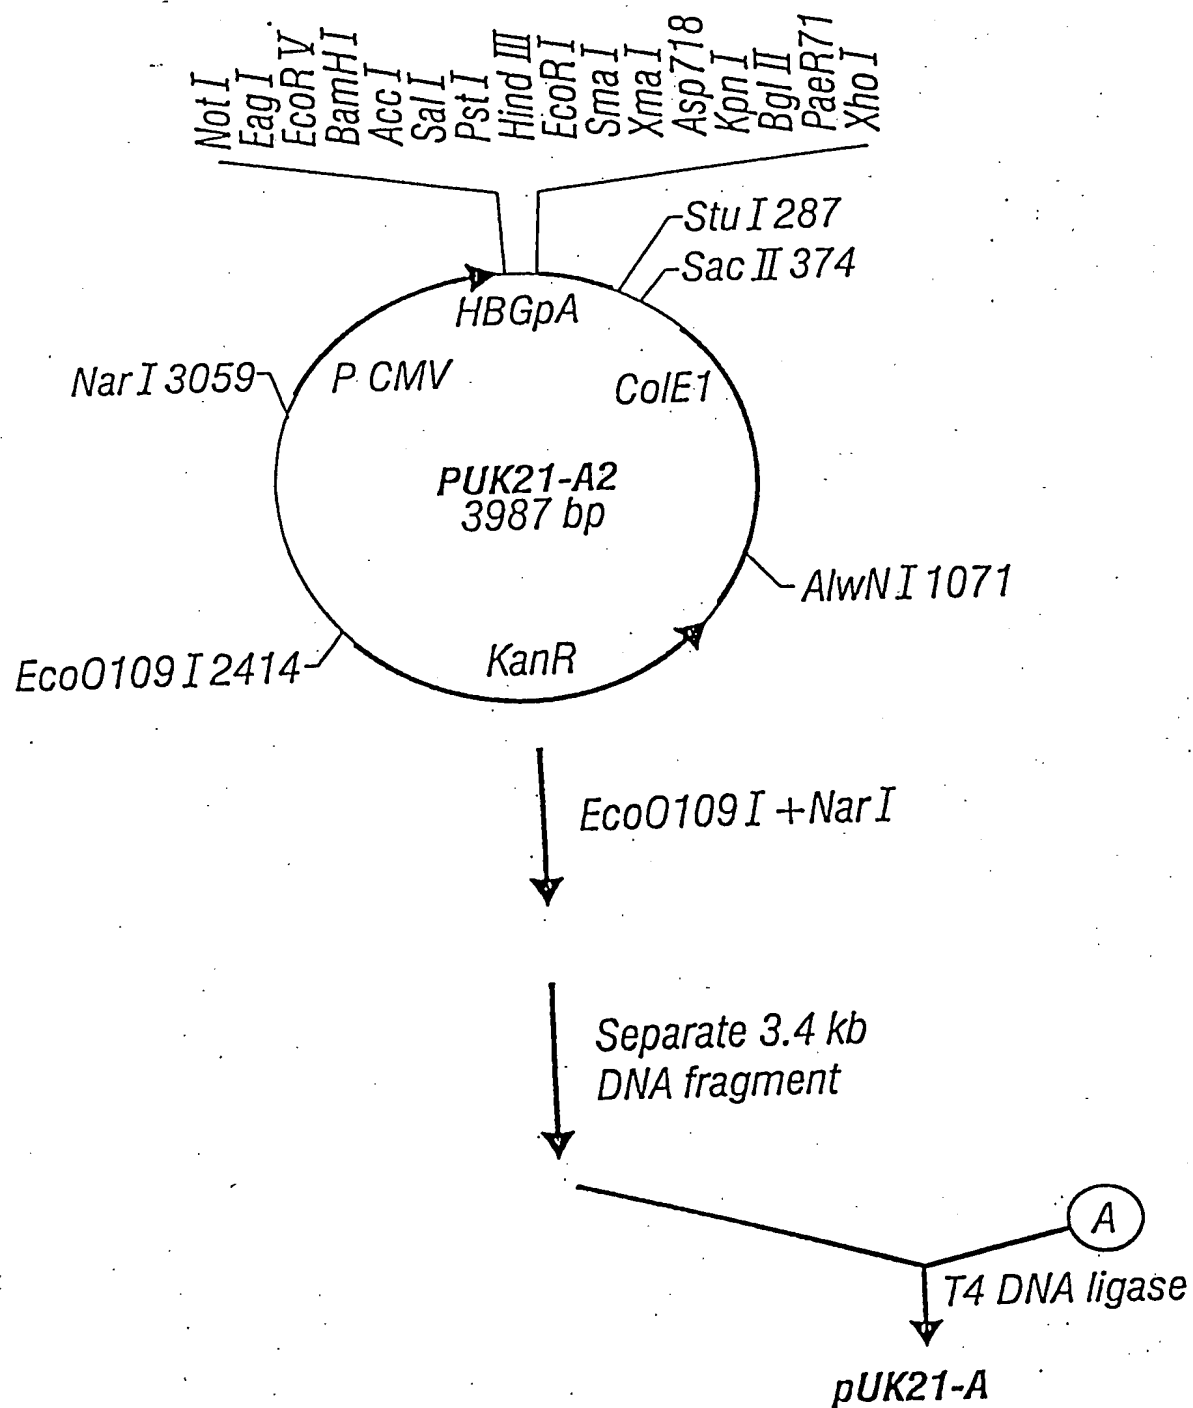 Not I
Eag I
EcoR V
BamH I
Acc I
Sal I
Pst I
Hind III
EcoR I
Sma I
Xma I
Asp718
Kpn I
Bgl II
PaeR71
Xho I
Stu I 287
Sac II 374
HBGpA
Nar I 3059
P CMV
ColE1
PUK21-A2
3987 bp
AlwN I 1071
EcoO109 I 2414
KanR
EcoO109 I + Nar I
Separate 3.4 kb
DNA fragment
A
T4 DNA ligase
pUK21-A